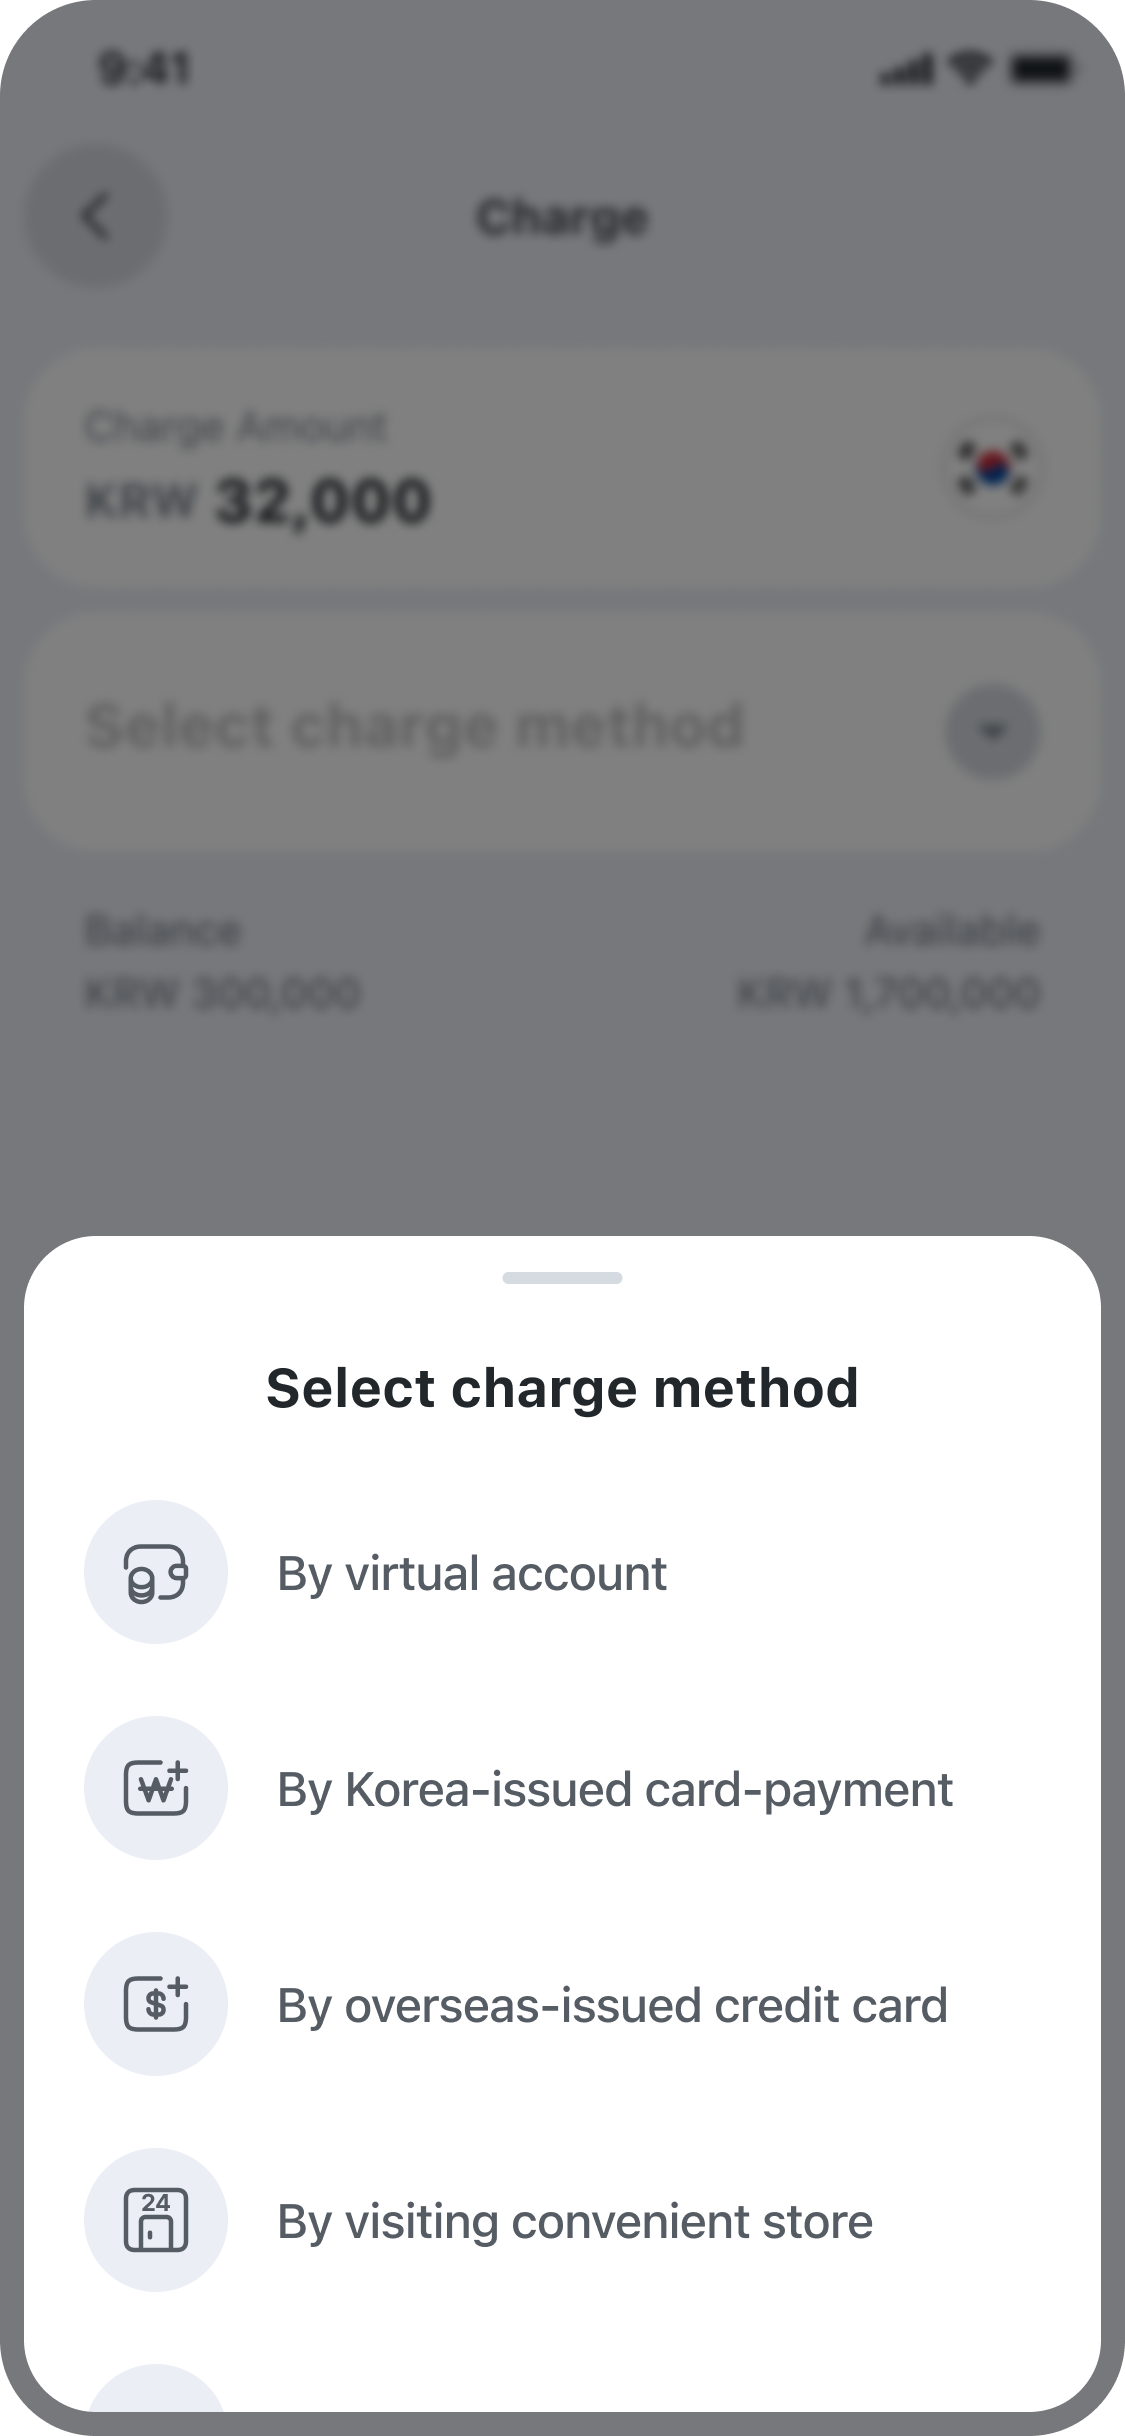 9:41
Charge
Charge Amount
KRW 32,000
Select charge method
Balance
Available
KRW 300,000
KRW 1,700,000
Select charge method
By virtual account
By Korea-issued card-payment
By overseas-issued credit card
24
By visiting convenient store